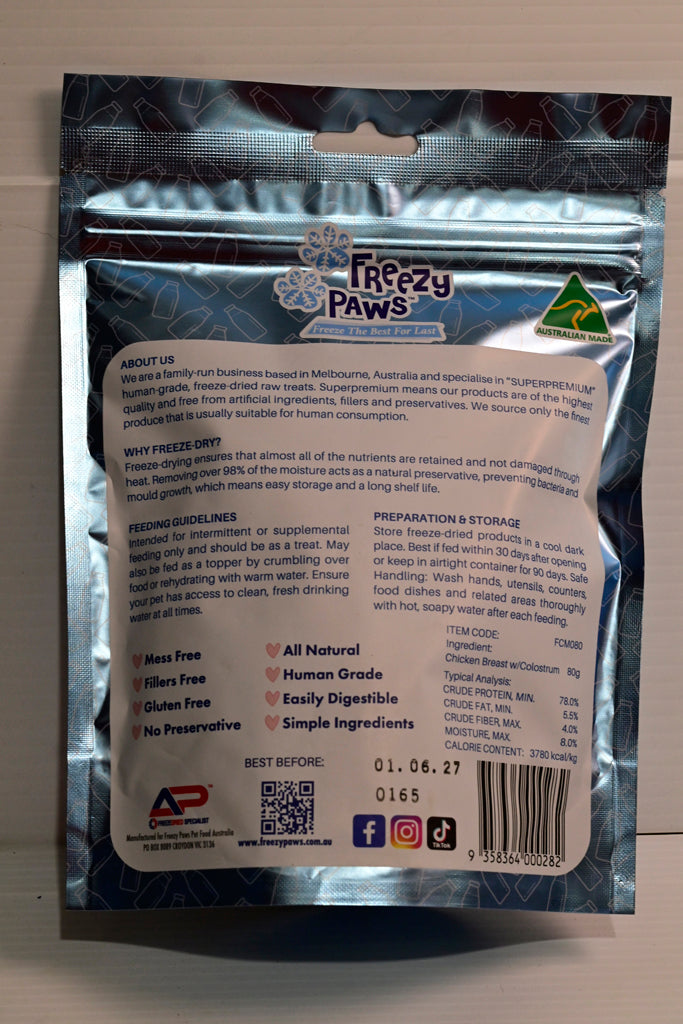 FREEZY
PAWS™
Freeze The Best For Last
AUSTRALIAN MADE
ABOUT US
We are a family-run business based in Melbourne, Australia and specialise in "SUPERPREMIUM"
human-grade, freeze-dried raw treats. Superpremium means our products are of the highest
quality and free from artificial ingredients, fillers and preservatives. We source only the finest
produce that is usually suitable for human consumption.
WHY FREEZE-DRY?
Freeze-drying ensures that almost all of the nutrients are retained and not damaged through
heat. Removing over 98% of the moisture acts as a natural preservative, preventing bacteria and
mould growth, which means easy storage and a long shelf life.
FEEDING GUIDELINES
Intended for intermittent or supplemental
feeding only and should be as a treat. May
also be fed as a topper by crumbling over
food or rehydrating with warm water. Ensure
your pet has access to clean, fresh drinking
water at all times.
PREPARATION & STORAGE
Store freeze-dried products in a cool dark
place. Best if fed within 30 days after opening
or keep in airtight container for 90 days. Safe
Handling: Wash hands, utensils, counters,
food dishes and related areas thoroughly
with hot, soapy water after each feeding.
Mess Free
Fillers Free
Gluten Free
No Preservative
All Natural
Human Grade
Easily Digestible
Simple Ingredients
ITEM CODE: FCM080
Ingredient:
Chicken Breast w/Colostrum 80g
Typical Analysis:
CRUDE PROTEIN, MIN. 78.0%
CRUDE FAT, MIN. 5.5%
CRUDE FIBER, MAX. 4.0%
MOISTURE, MAX. 8.0%
CALORIE CONTENT: 3780 kcal/kg
BEST BEFORE: 01.06.27
0165
AP™
FREEZEDRIED SPECIALIST
Manufactured for Freezy Paws Pet Food Australia
PO BOX 8089 CROYDON VIC 3136
www.freezypaws.com.au
TikTok
9 358364 000282